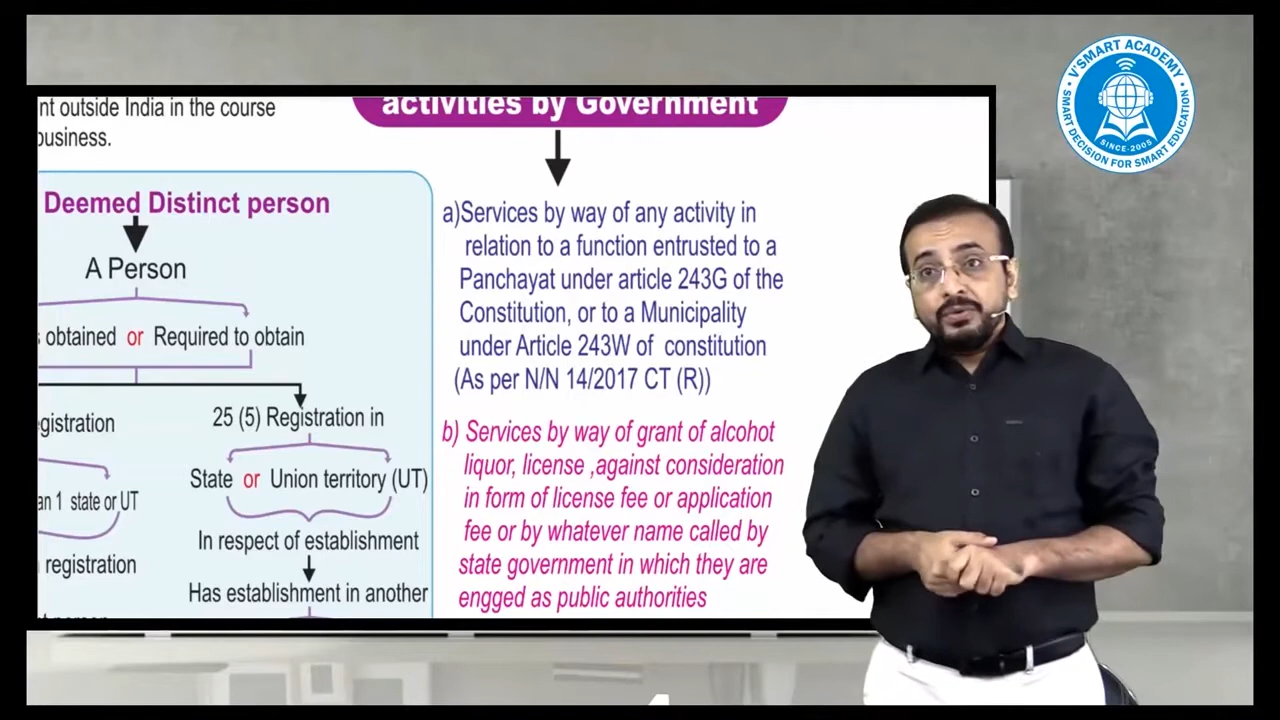 nt outside India in the course
business.
Deemed Distinct person
A Person
obtained or Required to obtain
gistration
25 (5) Registration in
State or Union territory (UT)
an 1 state or UT
In respect of establishment
registration
Has establishment in another
activities by Government
a)Services by way of any activity in
relation to a function entrusted to a
Panchayat under article 243G of the
Constitution, or to a Municipality
under Article 243W of constitution
(As per N/N 14/2017 CT (R))
b) Services by way of grant of alcohot
liquor, license ,against consideration
in form of license fee or application
fee or by whatever name called by
state government in which they are
engged as public authorities
V'SMART ACADEMY
SINCE-2005
SMART DECISION FOR SMART EDUCATION